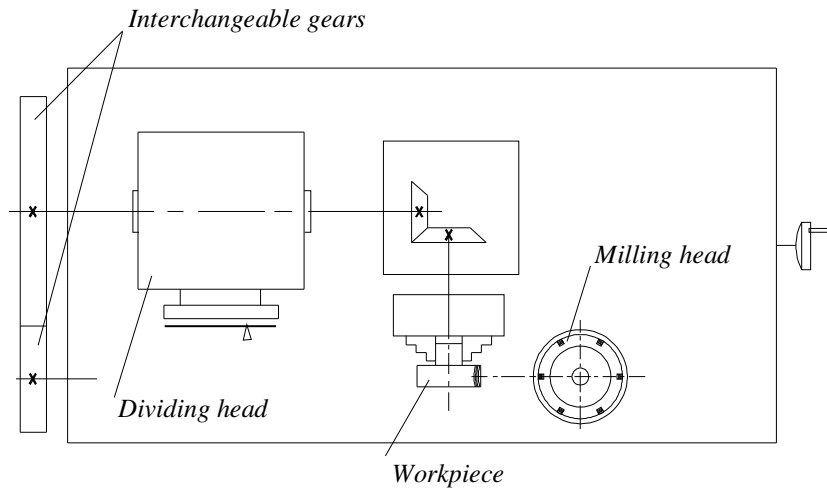 Interchangeable gears
Milling head
Dividing head
Workpiece